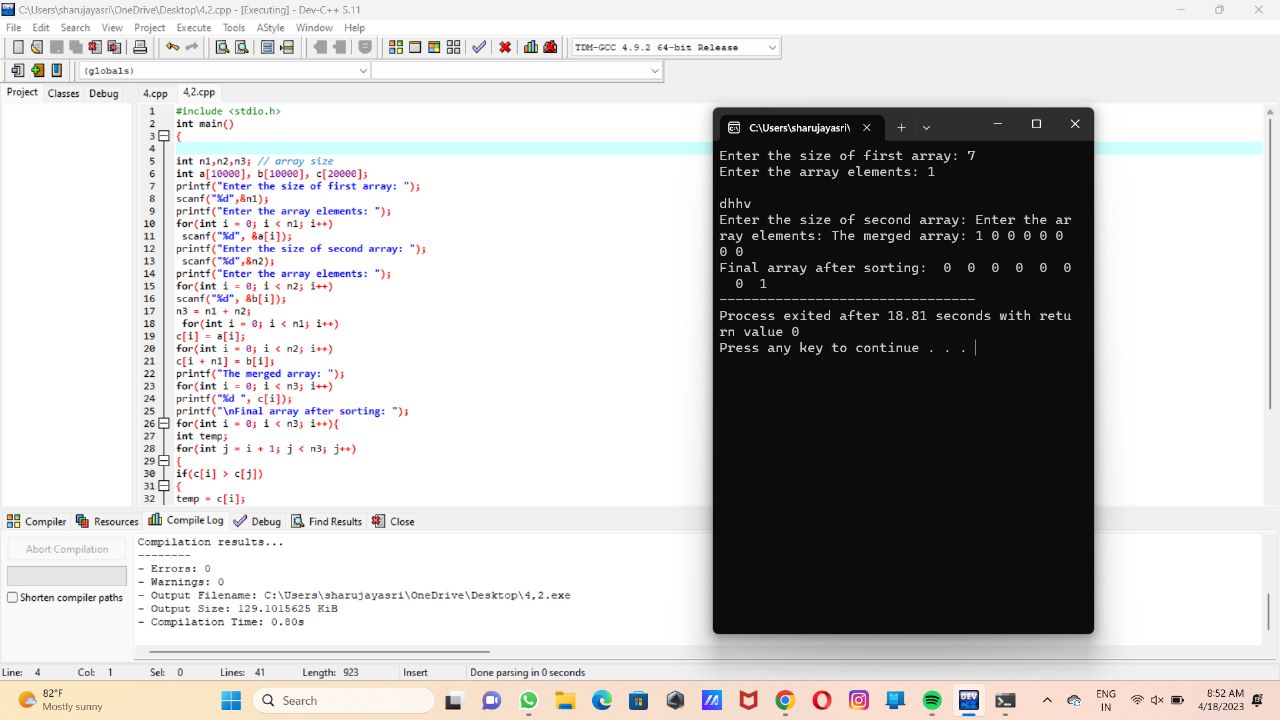 C:\Users\sharujayasri\OneDrive\Desktop\4,2.cpp - [Executing] - Dev-C++ 5.11
File Edit Search View Project Execute Tools AStyle Window Help
TDM-GCC 4.9.2 64-bit Release
(globals)
Project Classes Debug 4.cpp 4,2.cpp
1 #include <stdio.h>
2 int main()
3 {
4
5 int n1,n2,n3; // array size
6 int a[10000], b[10000], c[20000];
7 printf("Enter the size of first array: ");
8 scanf("%d",&n1);
9 printf("Enter the array elements: ");
10 for(int i = 0; i < n1; i++)
11 scanf("%d", &a[i]);
12 printf("Enter the size of second array: ");
13 scanf("%d",&n2);
14 printf("Enter the array elements: ");
15 for(int i = 0; i < n2; i++)
16 scanf("%d", &b[i]);
17 n3 = n1 + n2;
18 for(int i = 0; i < n1; i++)
19 c[i] = a[i];
20 for(int i = 0; i < n2; i++)
21 c[i + n1] = b[i];
22 printf("The merged array: ");
23 for(int i = 0; i < n3; i++)
24 printf("%d ", c[i]);
25 printf("\nFinal array after sorting: ");
26 for(int i = 0; i < n3; i++){
27 int temp;
28 for(int j = i + 1; j < n3; j++)
29 {
30 if(c[i] > c[j])
31 {
32 temp = c[i];
C:\Users\sharujayasri\
Enter the size of first array: 7
Enter the array elements: 1
dhhv
Enter the size of second array: Enter the ar
ray elements: The merged array: 1 0 0 0 0 0
0 0
Final array after sorting:  0  0  0  0  0  0
  0  1
--------------------------------
Process exited after 18.81 seconds with retu
rn value 0
Press any key to continue . . .
Compiler Resources Compile Log Debug Find Results Close
Abort Compilation
Shorten compiler paths
Compilation results...
--------
- Errors: 0
- Warnings: 0
- Output Filename: C:\Users\sharujayasri\OneDrive\Desktop\4,2.exe
- Output Size: 129.1015625 KiB
- Compilation Time: 0.80s
Line: 4 Col: 1 Sel: 0 Lines: 41 Length: 923 Insert Done parsing in 0 seconds
82°F
Mostly sunny
Search
DEV
ENG
IN
8:52 AM
4/18/2023